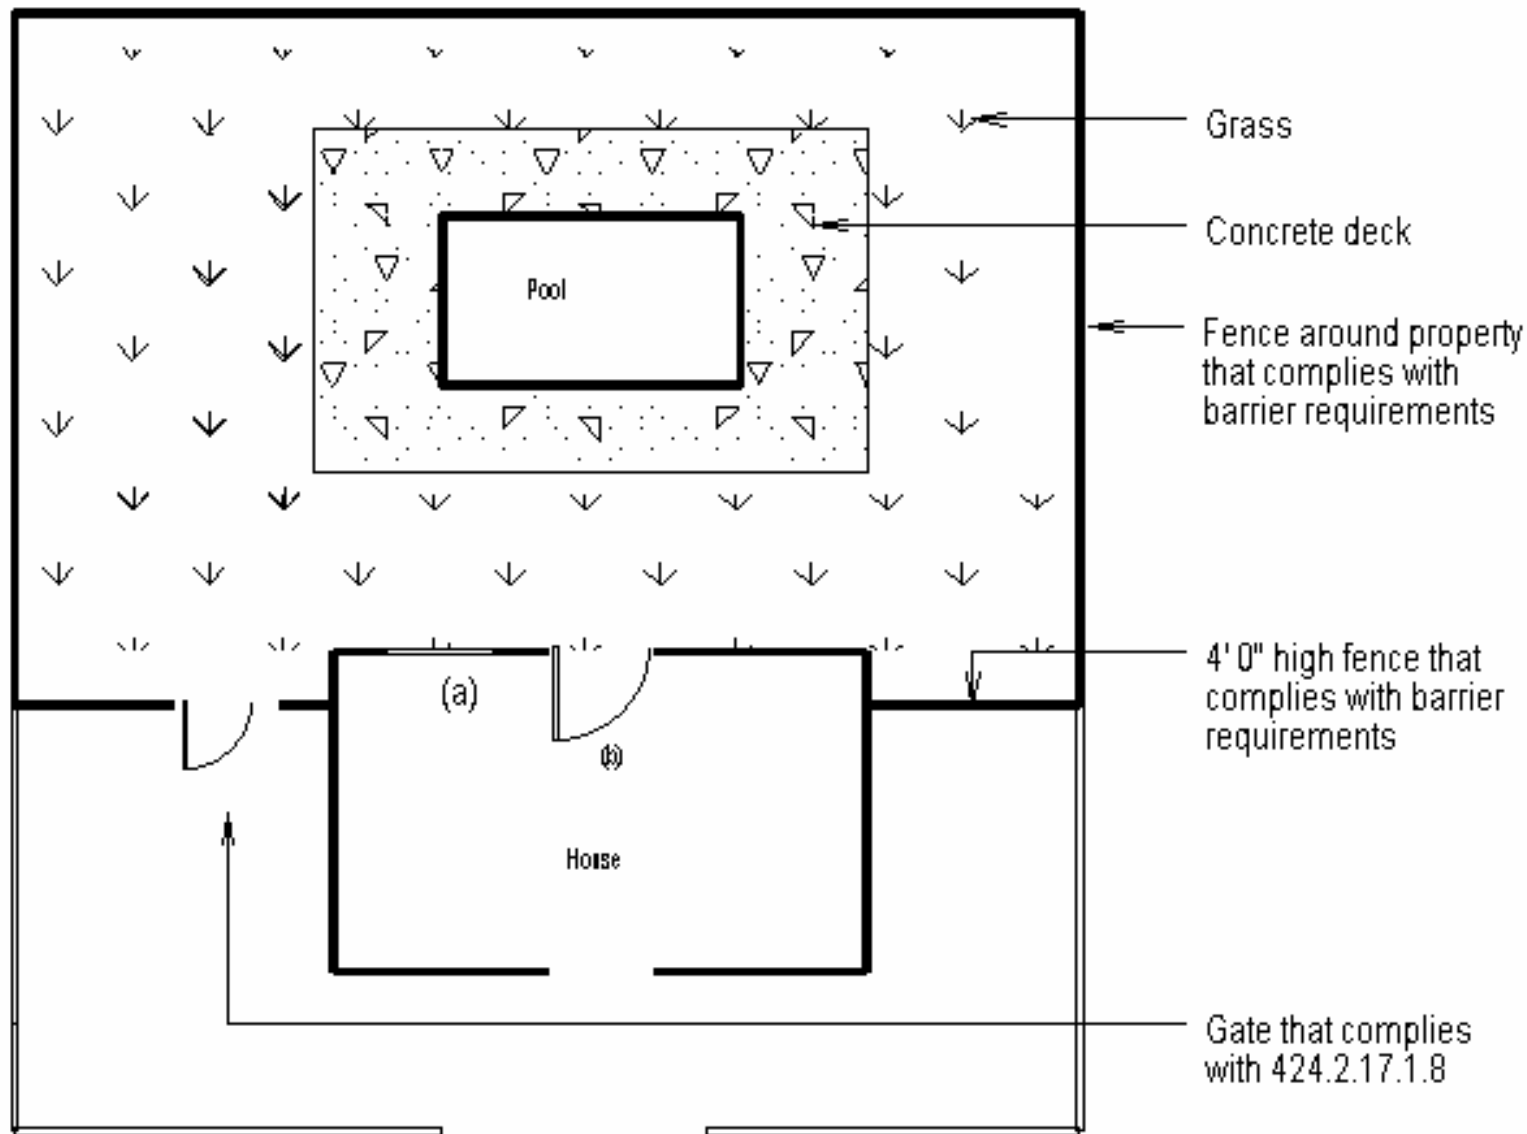 Grass
Concrete deck
Pool
Fence around property
that complies with
barrier requirements
4' 0" high fence that
complies with barrier
requirements
(a)
(b)
House
Gate that complies
with 424.2.17.1.8